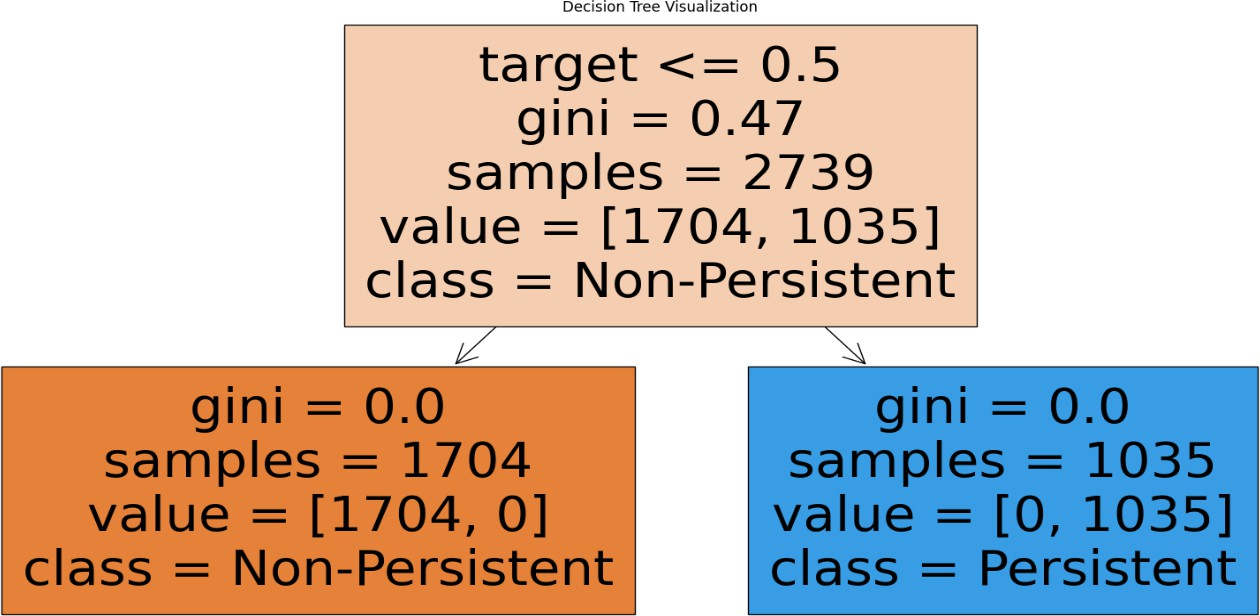 Decision Tree Visualization
target <= 0.5
gini = 0.47
samples = 2739
value = [1704, 1035]
class = Non-Persistent
gini = 0.0
samples = 1704
value = [1704, 0]
class = Non-Persistent
gini = 0.0
samples = 1035
value = [0, 1035]
class = Persistent